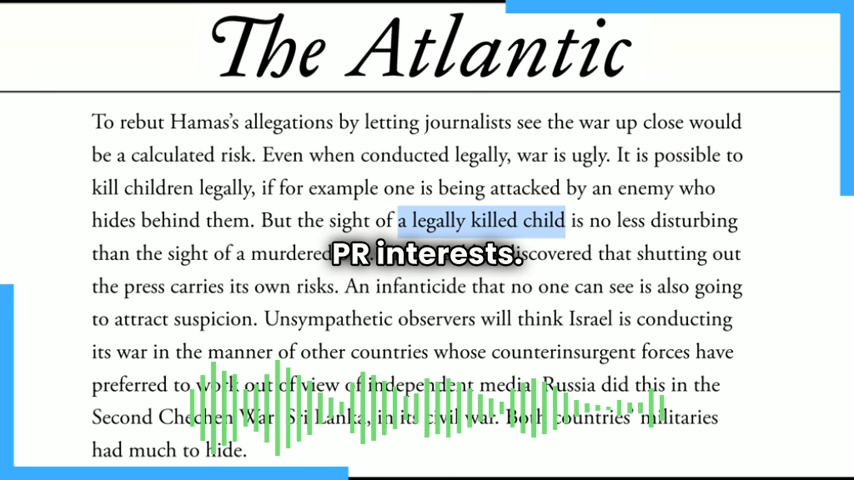 The Atlantic
To rebut Hamas's allegations by letting journalists see the war up close would
be a calculated risk. Even when conducted legally, war is ugly. It is possible to
kill children legally, if for example one is being attacked by an enemy who
hides behind them. But the sight of a legally killed child is no less disturbing
than the sight of a murdered
PR interests.
discovered that shutting out
the press carries its own risks. An infanticide that no one can see is also going
to attract suspicion. Unsympathetic observers will think Israel is conducting
its war in the manner of other countries whose counterinsurgent forces have
preferred to work out of view of independent media. Russia did this in the
Second Chechen War, Sri Lanka, in its civil war. Both countries' militaries
had much to hide.